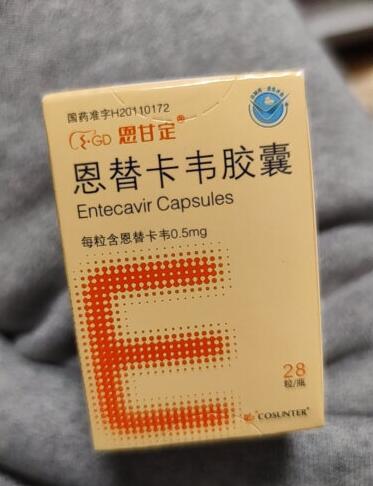 国药准字H20110172
GD 恩甘定®
恩替卡韦胶囊
Entecavir Capsules
每粒含恩替卡韦0.5mg
28
粒/瓶
COSUNTER®